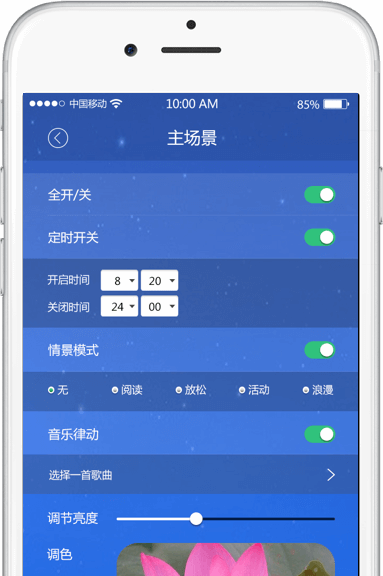 中国移动 10:00 AM 85%
主场景
全开/关
定时开关
开启时间 8 20
关闭时间 24 00
情景模式
无 阅读 放松 活动 浪漫
音乐律动
选择一首歌曲
调节亮度
调色